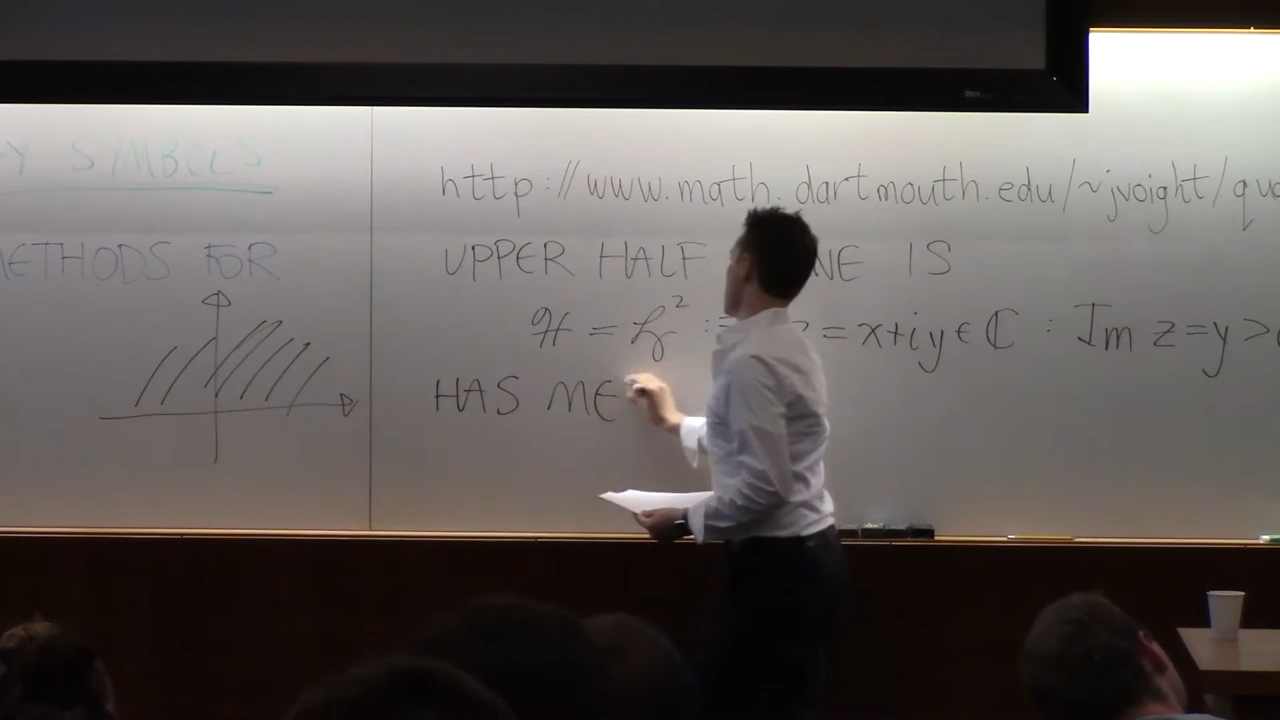 Y SYMBOLS
METHODS FOR
http://www.math.dartmouth.edu/~jvoight/qu
UPPER HALF NE IS
H = h² := z = x+iy ∈ ℂ : Im z = y >
HAS ME